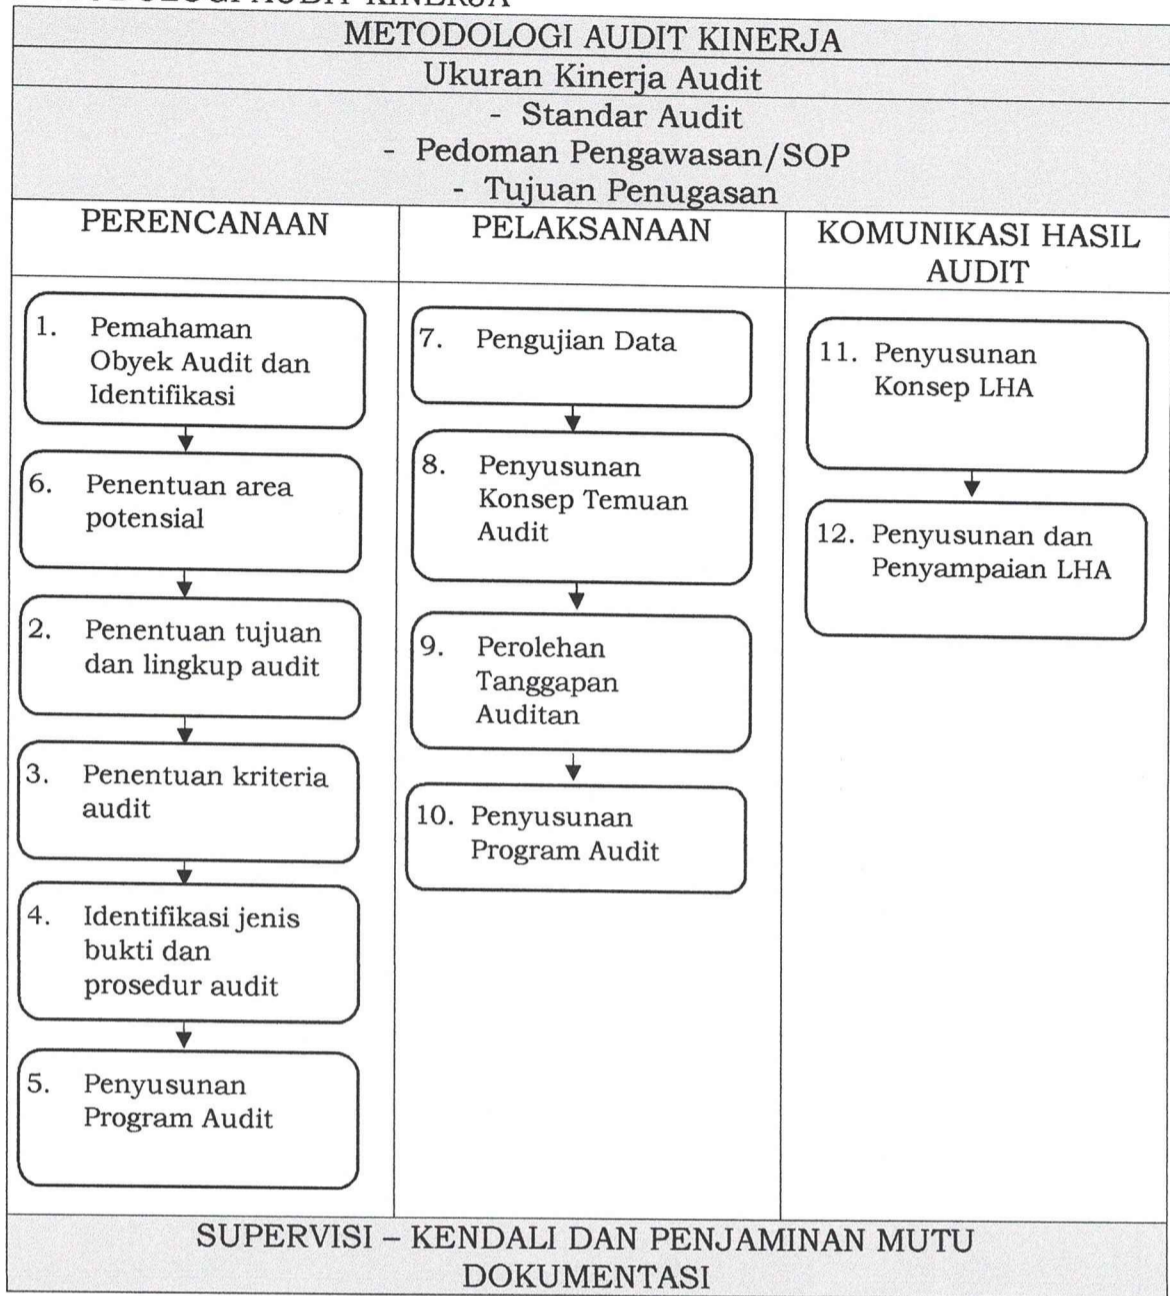 METODOLOGI AUDIT KINERJA
Ukuran Kinerja Audit
- Standar Audit
- Pedoman Pengawasan/SOP
- Tujuan Penugasan
PERENCANAAN
1. Pemahaman
Obyek Audit dan
Identifikasi
6. Penentuan area
potensial
2. Penentuan tujuan
dan lingkup audit
3. Penentuan kriteria
audit
4. Identifikasi jenis
bukti dan
prosedur audit
5. Penyusunan
Program Audit
PELAKSANAAN
7. Pengujian Data
8. Penyusunan
Konsep Temuan
Audit
9. Perolehan
Tanggapan
Auditan
10. Penyusunan
Program Audit
KOMUNIKASI HASIL
AUDIT
11. Penyusunan
Konsep LHA
12. Penyusunan dan
Penyampaian LHA
SUPERVISI – KENDALI DAN PENJAMINAN MUTU
DOKUMENTASI